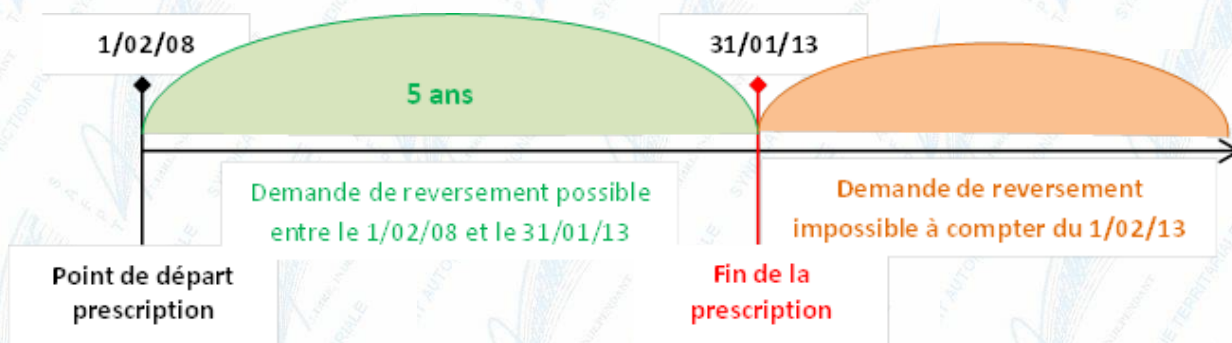 1/02/08
31/01/13
5 ans
Demande de reversement possible
entre le 1/02/08 et le 31/01/13
Demande de reversement
impossible à compter du 1/02/13
Point de départ
prescription
Fin de la
prescription